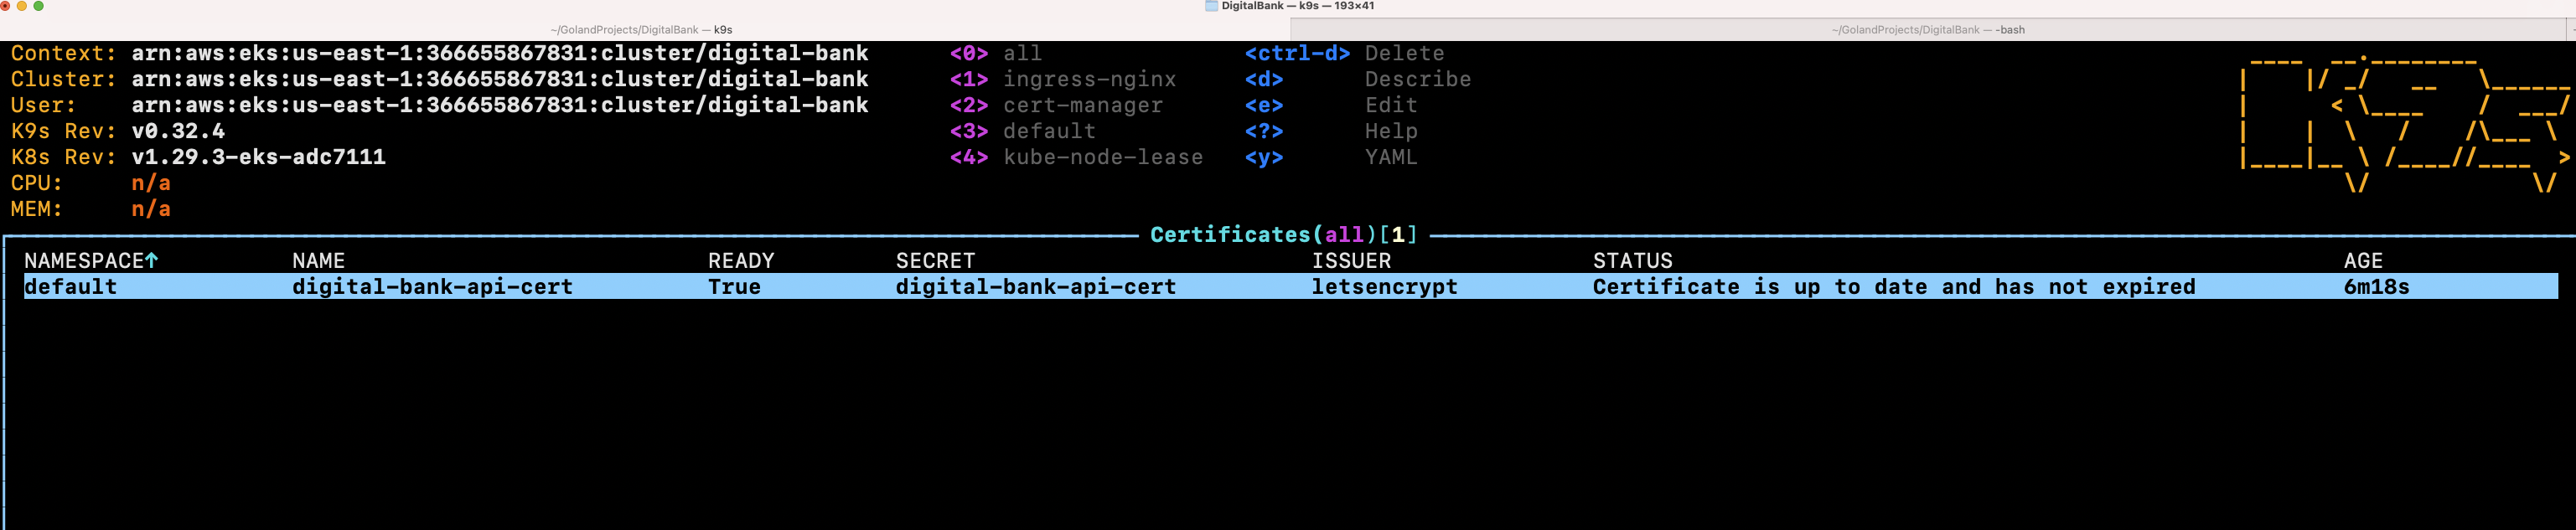 DigitalBank — k9s — 193×41
~/GolandProjects/DigitalBank — k9s ~/GolandProjects/DigitalBank — -bash
Context: arn:aws:eks:us-east-1:366655867831:cluster/digital-bank <0> all <ctrl-d> Delete
Cluster: arn:aws:eks:us-east-1:366655867831:cluster/digital-bank <1> ingress-nginx <d> Describe
User: arn:aws:eks:us-east-1:366655867831:cluster/digital-bank <2> cert-manager <e> Edit
K9s Rev: v0.32.4 <3> default <?> Help
K8s Rev: v1.29.3-eks-adc7111 <4> kube-node-lease <y> YAML
CPU: n/a
MEM: n/a
Certificates(all)[1]
NAMESPACE↑ NAME READY SECRET ISSUER STATUS AGE
default digital-bank-api-cert True digital-bank-api-cert letsencrypt Certificate is up to date and has not expired 6m18s